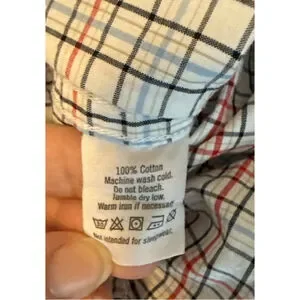 100% Cotton
Machine wash cold.
Do not bleach.
Tumble dry low.
Warm iron if necessary
Not intended for sleepwear.